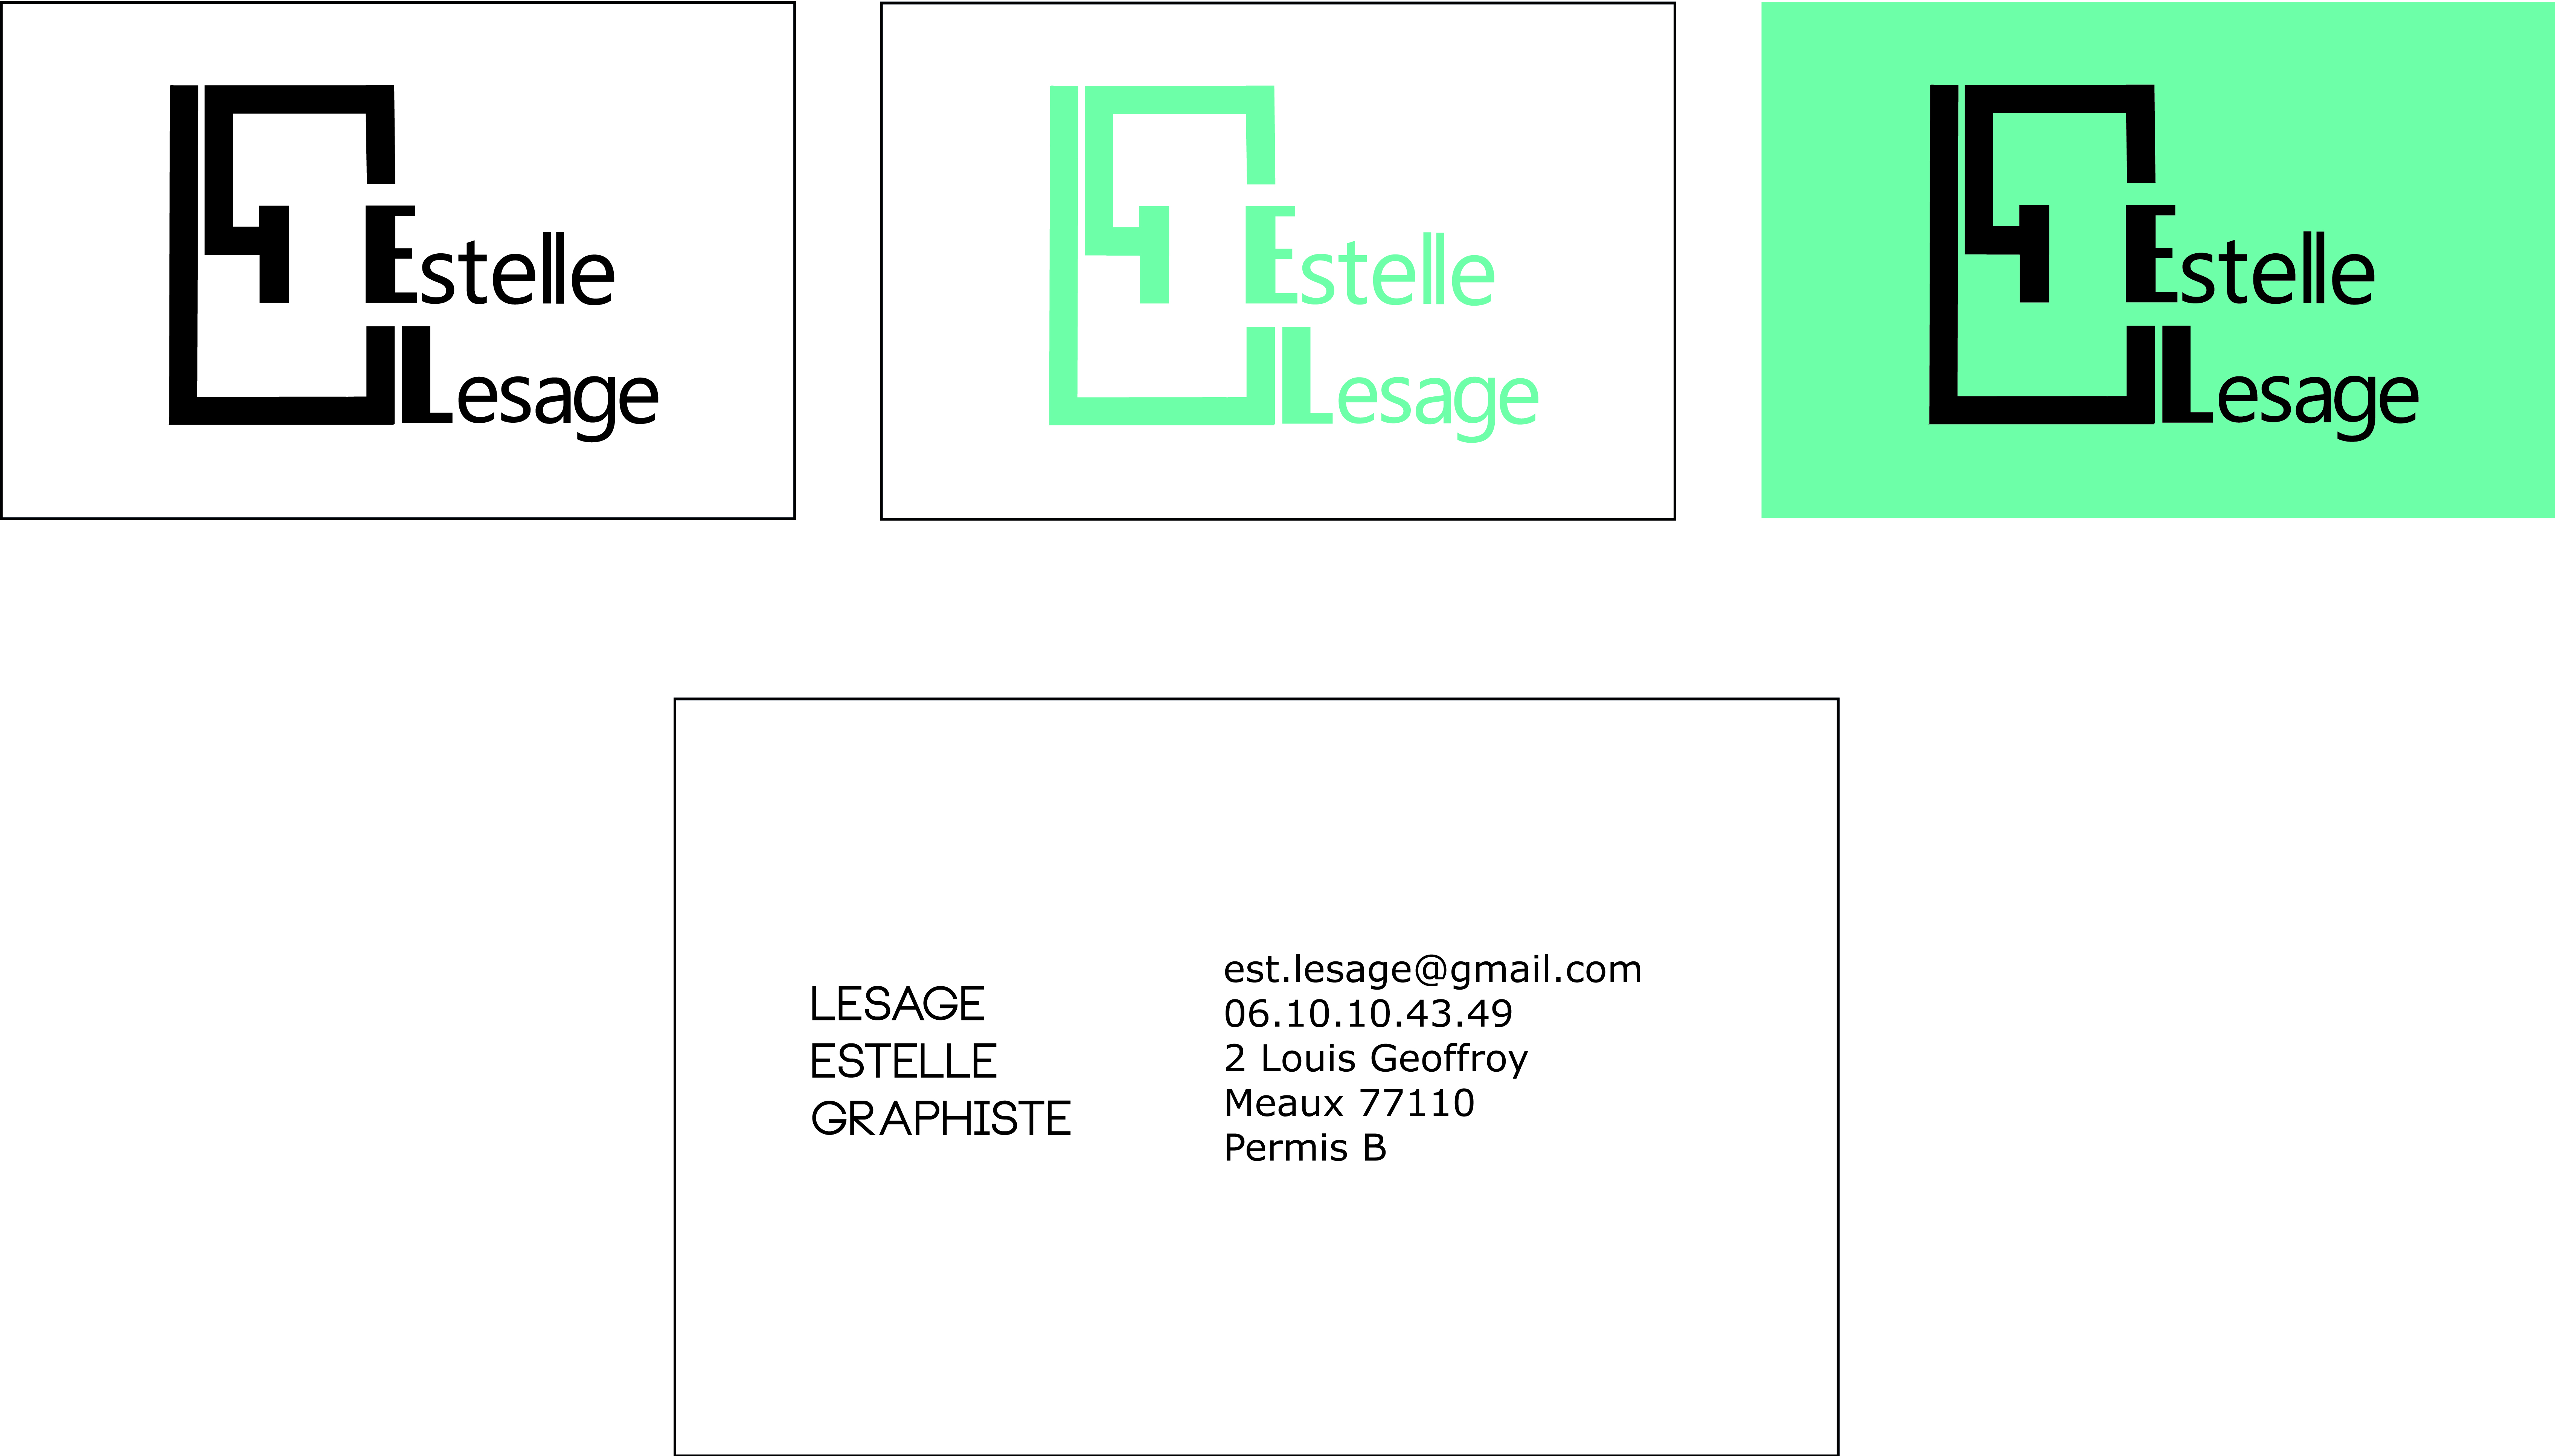 Estelle
Lesage
Estelle
Lesage
Estelle
Lesage
LESAGE
ESTELLE
GRAPHISTE
est.lesage@gmail.com
06.10.10.43.49
2 Louis Geoffroy
Meaux 77110
Permis B